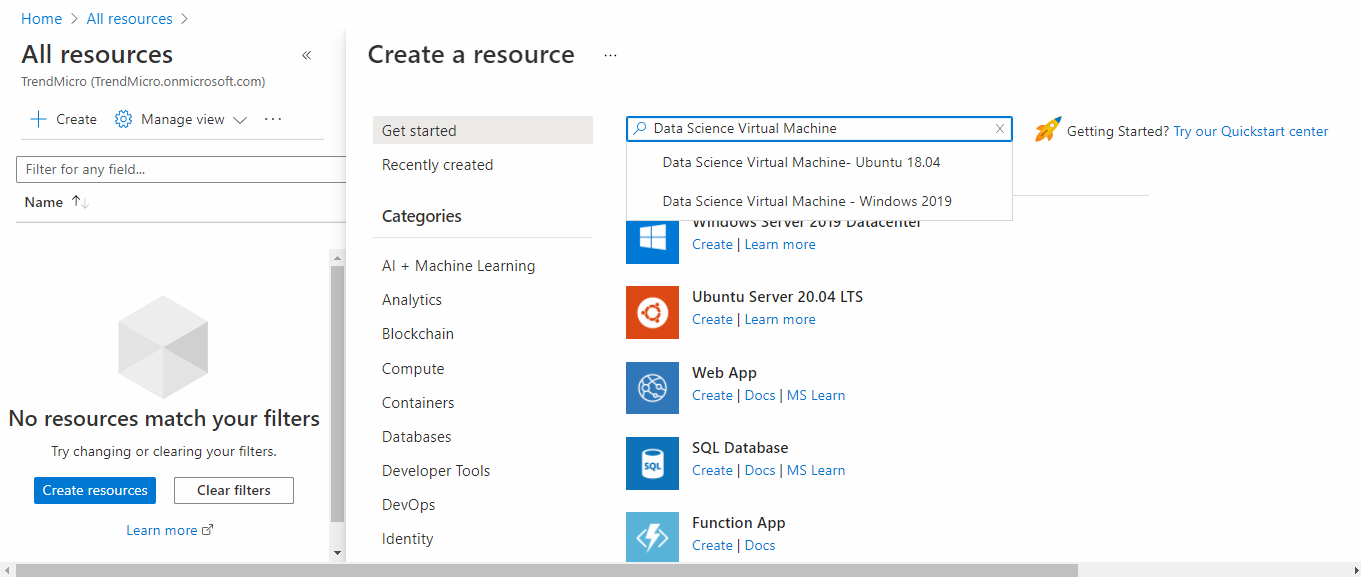 Home > All resources >
All resources «
TrendMicro (TrendMicro.onmicrosoft.com)
+ Create Manage view ...
Filter for any field...
Name ↑↓
No resources match your filters
Try changing or clearing your filters.
Create resources Clear filters
Learn more
Create a resource ...
Get started
Recently created
Categories
AI + Machine Learning
Analytics
Blockchain
Compute
Containers
Databases
Developer Tools
DevOps
Identity
Data Science Virtual Machine
Data Science Virtual Machine- Ubuntu 18.04
Data Science Virtual Machine - Windows 2019
Getting Started? Try our Quickstart center
Windows Server 2019 Datacenter
Create | Learn more
Ubuntu Server 20.04 LTS
Create | Learn more
Web App
Create | Docs | MS Learn
SQL
SQL Database
Create | Docs | MS Learn
Function App
Create | Docs